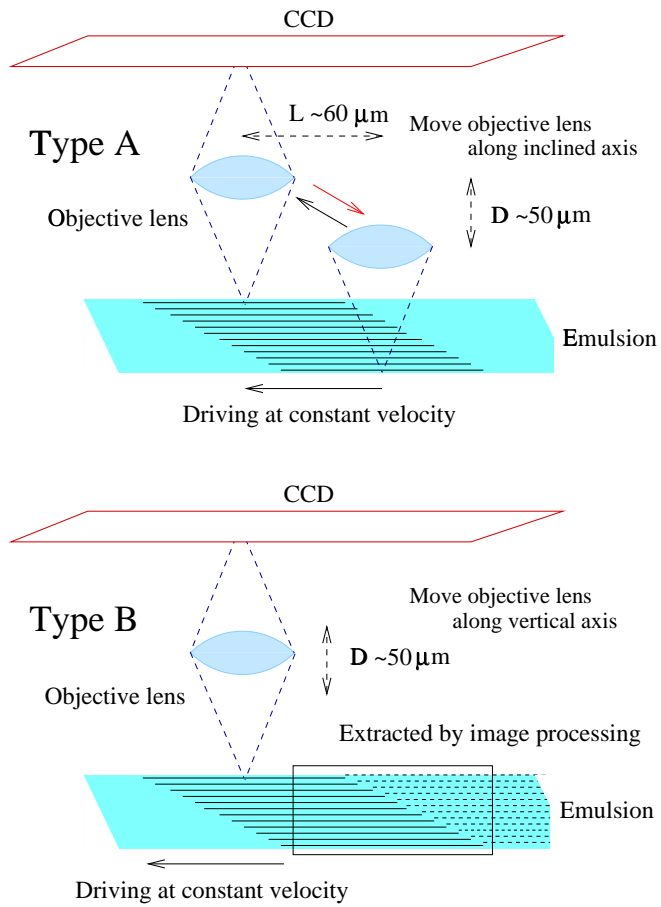 CCD
L ~60 μm
Type A
Move objective lens
along inclined axis
Objective lens
D ~50 μm
Emulsion
Driving at constant velocity
CCD
Type B
Move objective lens
along vertical axis
D ~50 μm
Objective lens
Extracted by image processing
Emulsion
Driving at constant velocity